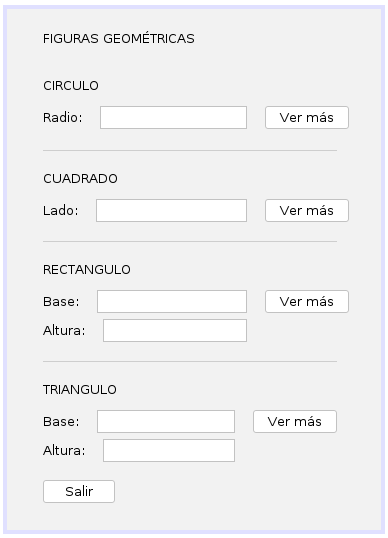 FIGURAS GEOMÉTRICAS
CIRCULO
Radio: Ver más
CUADRADO
Lado: Ver más
RECTANGULO
Base: Ver más
Altura:
TRIANGULO
Base: Ver más
Altura:
Salir